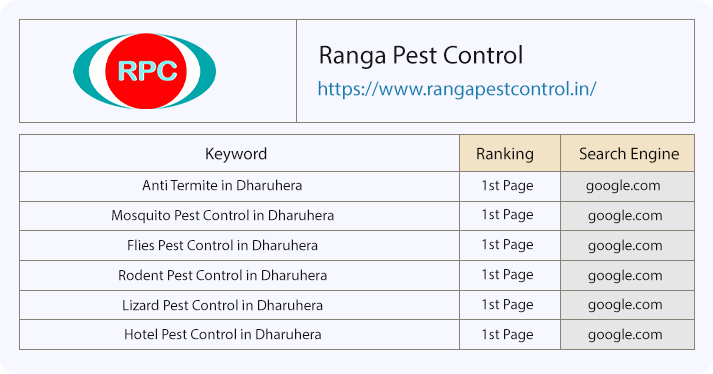 RPC
Ranga Pest Control
https://www.rangapestcontrol.in/
Keyword Ranking Search Engine
Anti Termite in Dharuhera 1st Page google.com
Mosquito Pest Control in Dharuhera 1st Page google.com
Flies Pest Control in Dharuhera 1st Page google.com
Rodent Pest Control in Dharuhera 1st Page google.com
Lizard Pest Control in Dharuhera 1st Page google.com
Hotel Pest Control in Dharuhera 1st Page google.com